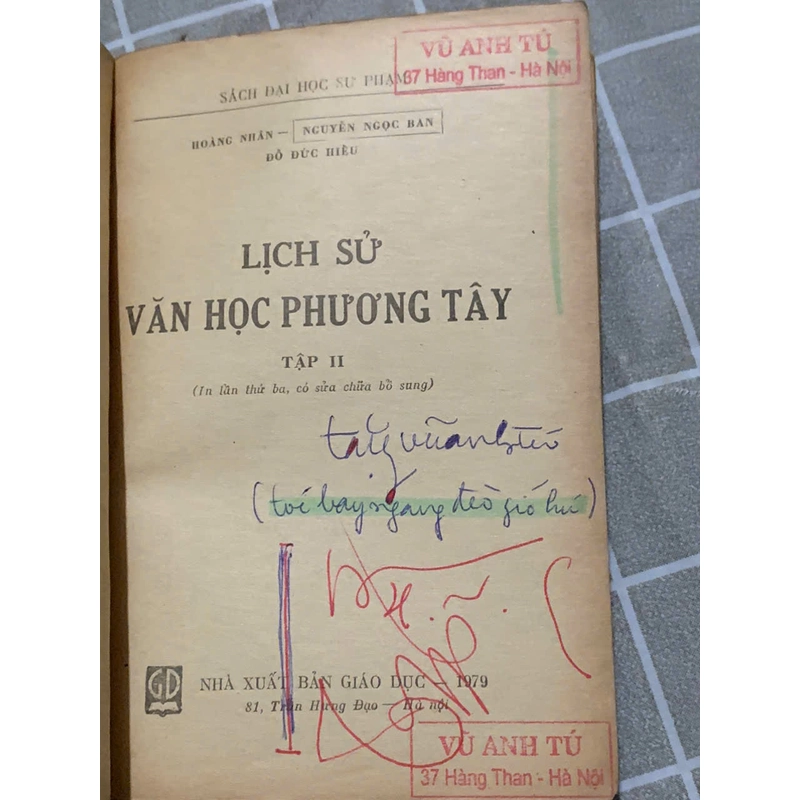 VŨ ANH TÚ
37 Hàng Than - Hà Nội
SÁCH ĐẠI HỌC SƯ PHẠM
HOÀNG NHÂN — NGUYỄN NGỌC BAN
ĐỖ ĐỨC HIỂU
LỊCH SỬ
VĂN HỌC PHƯƠNG TÂY
TẬP II
(In lần thứ ba, có sửa chữa bổ sung)
tặng vũ anh tú
(tôi bay ngang đèo gió hú)
GD
NHÀ XUẤT BẢN GIÁO DỤC — 1979
81, Trần Hưng Đạo — Hà nội
VŨ ANH TÚ
37 Hàng Than - Hà Nội